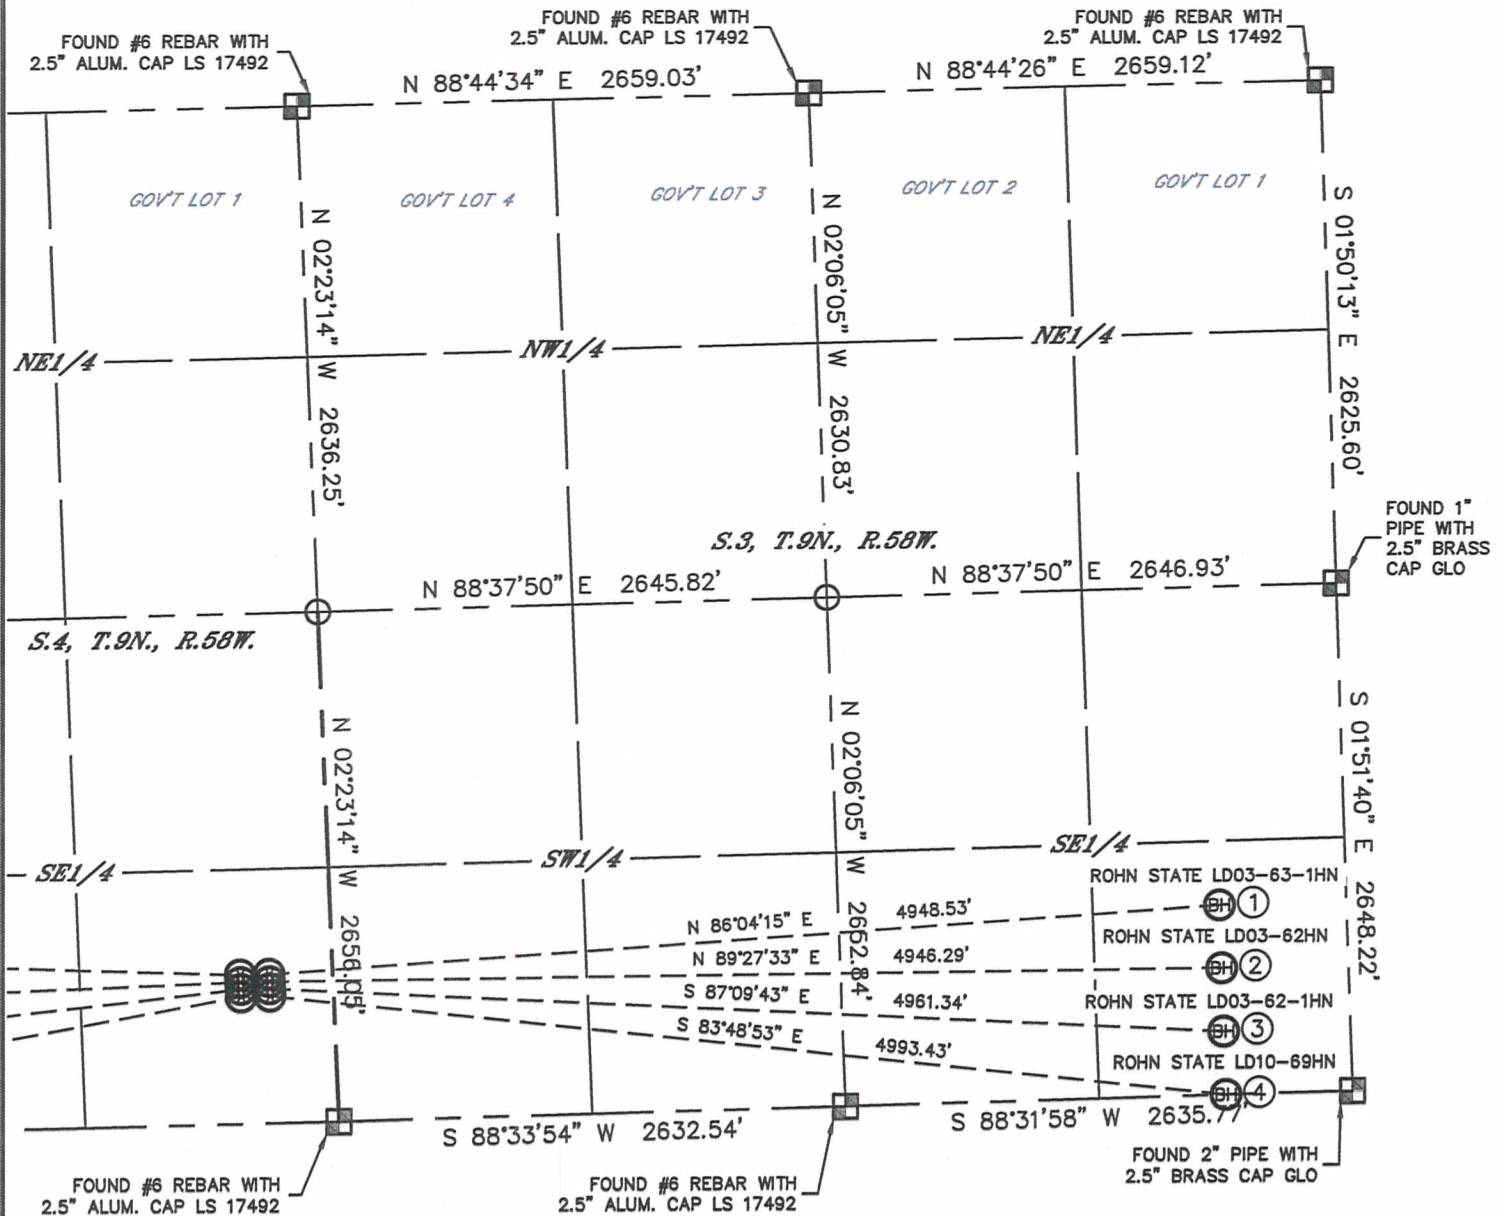 FOUND #6 REBAR WITH
2.5" ALUM. CAP LS 17492
FOUND #6 REBAR WITH
2.5" ALUM. CAP LS 17492
FOUND #6 REBAR WITH
2.5" ALUM. CAP LS 17492
N 88°44'34" E 2659.03'
N 88°44'26" E 2659.12'
GOV'T LOT 1
GOV'T LOT 4
GOV'T LOT 3
GOV'T LOT 2
GOV'T LOT 1
N 02°23'14" W 2636.25'
N 02°06'05" W 2630.83'
S 01°50'13" E 2625.60'
NE1/4
NW1/4
NE1/4
FOUND 1"
PIPE WITH
2.5" BRASS
CAP GLO
S.3, T.9N., R.58W.
N 88°37'50" E 2645.82'
N 88°37'50" E 2646.93'
S.4, T.9N., R.58W.
N 02°23'14" W 2656.05'
N 02°06'05" W 2652.84'
S 01°51'40" E 2648.22'
SE1/4
SW1/4
SE1/4
ROHN STATE LD03-63-1HN
N 86°04'15" E 4948.53'
BH 1
ROHN STATE LD03-62HN
N 89°27'33" E 4946.29'
BH 2
S 87°09'43" E 4961.34'
ROHN STATE LD03-62-1HN
BH 3
S 83°48'53" E 4993.43'
ROHN STATE LD10-69HN
BH 4
S 88°33'54" W 2632.54'
S 88°31'58" W 2635.77'
FOUND #6 REBAR WITH
2.5" ALUM. CAP LS 17492
FOUND #6 REBAR WITH
2.5" ALUM. CAP LS 17492
FOUND 2" PIPE WITH
2.5" BRASS CAP GLO